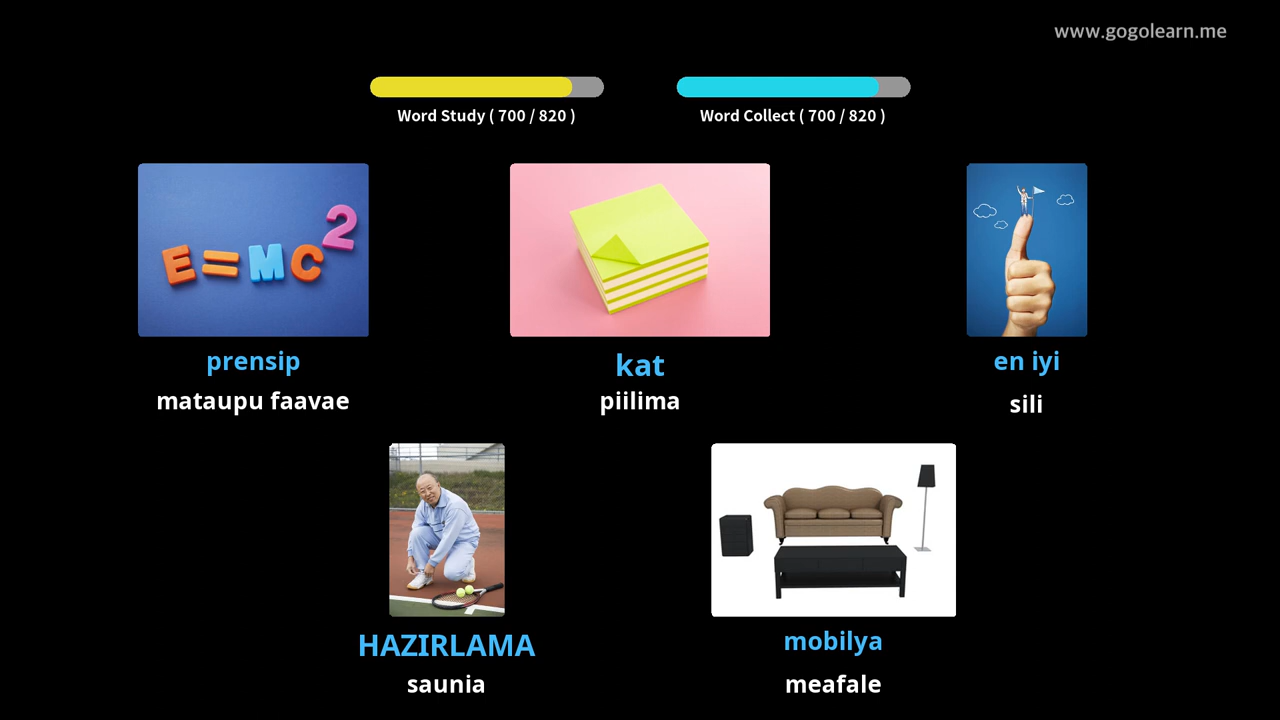 www.gogolearn.me
Word Study ( 700 / 820 )
Word Collect ( 700 / 820 )
E=MC2
prensip
mataupu faavae
kat
piilima
en iyi
sili
HAZIRLAMA
saunia
mobilya
meafale